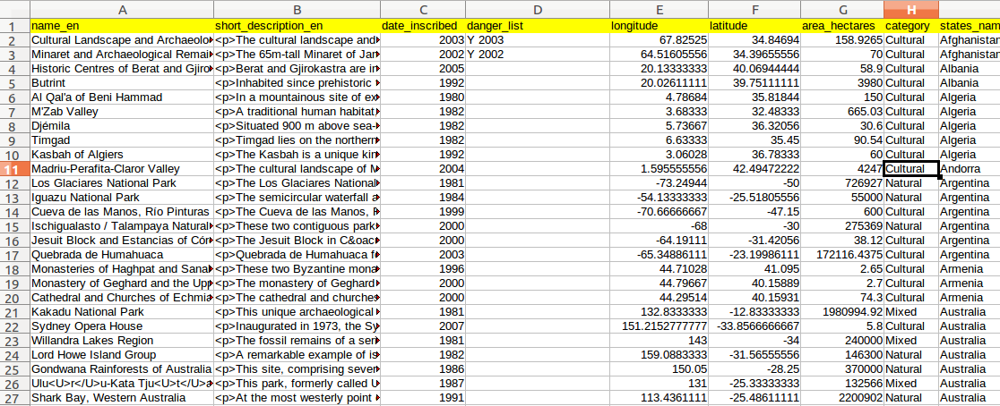 A B C D E F G H I
1 name_en short_description_en date_inscribed danger_list longitude latitude area_hectares category states_nam
2 Cultural Landscape and Archaeolo <p>The cultural landscape and 2003 Y 2003 67.82525 34.84694 158.9265 Cultural Afghanistan
3 Minaret and Archaeological Remai <p>The 65m-tall Minaret of Jam 2002 Y 2002 64.51605556 34.39655556 70 Cultural Afghanistan
4 Historic Centres of Berat and Gjiro <p>Berat and Gjirokastra are in 2005 20.13333333 40.06944444 58.9 Cultural Albania
5 Butrint <p>Inhabited since prehistoric 1992 20.02611111 39.75111111 3980 Cultural Albania
6 Al Qal'a of Beni Hammad <p>In a mountainous site of ex 1980 4.78684 35.81844 150 Cultural Algeria
7 M'Zab Valley <p>A traditional human habitat 1982 3.68333 32.48333 665.03 Cultural Algeria
8 Djémila <p>Situated 900 m above sea- 1982 5.73667 36.32056 30.6 Cultural Algeria
9 Timgad <p>Timgad lies on the northern 1982 6.63333 35.45 90.54 Cultural Algeria
10 Kasbah of Algiers <p>The Kasbah is a unique kin 1992 3.06028 36.78333 60 Cultural Algeria
11 Madriu-Perafita-Claror Valley <p>The cultural landscape of M 2004 1.595555556 42.49472222 4247 Cultural Andorra
12 Los Glaciares National Park <p>The Los Glaciares National 1981 -73.24944 -50 726927 Natural Argentina
13 Iguazu National Park <p>The semicircular waterfall a 1984 -54.13333333 -25.51805556 55000 Natural Argentina
14 Cueva de las Manos, Río Pinturas <p>The Cueva de las Manos, R 1999 -70.66666667 -47.15 600 Cultural Argentina
15 Ischigualasto / Talampaya Natural <p>These two contiguous park 2000 -68 -30 275369 Natural Argentina
16 Jesuit Block and Estancias of Cór <p>The Jesuit Block in C&oac 2000 -64.19111 -31.42056 38.12 Cultural Argentina
17 Quebrada de Humahuaca <p>Quebrada de Humahuaca f 2003 -65.34886111 -23.19986111 172116.4375 Cultural Argentina
18 Monasteries of Haghpat and Sana <p>These two Byzantine mona 1996 44.71028 41.095 2.65 Cultural Armenia
19 Monastery of Geghard and the Upp <p>The monastery of Geghard 2000 44.79667 40.15889 2.7 Cultural Armenia
20 Cathedral and Churches of Echmia <p>The cathedral and churches 2000 44.29514 40.15931 74.3 Cultural Armenia
21 Kakadu National Park <p>This unique archaeological 1981 132.8333333 -12.83333333 1980994.92 Mixed Australia
22 Sydney Opera House <p>Inaugurated in 1973, the Sy 2007 151.2152777777 -33.8566666667 5.8 Cultural Australia
23 Willandra Lakes Region <p>The fossil remains of a seri 1981 143 -34 240000 Mixed Australia
24 Lord Howe Island Group <p>A remarkable example of is 1982 159.0883333 -31.56555556 146300 Natural Australia
25 Gondwana Rainforests of Australia <p>This site, comprising sever 1986 150.05 -28.25 370000 Natural Australia
26 Ulu<U>r</U>u-Kata Tju<U>t</U>a <p>This park, formerly called U 1987 131 -25.33333333 132566 Mixed Australia
27 Shark Bay, Western Australia <p>At the most westerly point 1991 113.4361111 -25.48611111 2200902 Natural Australia